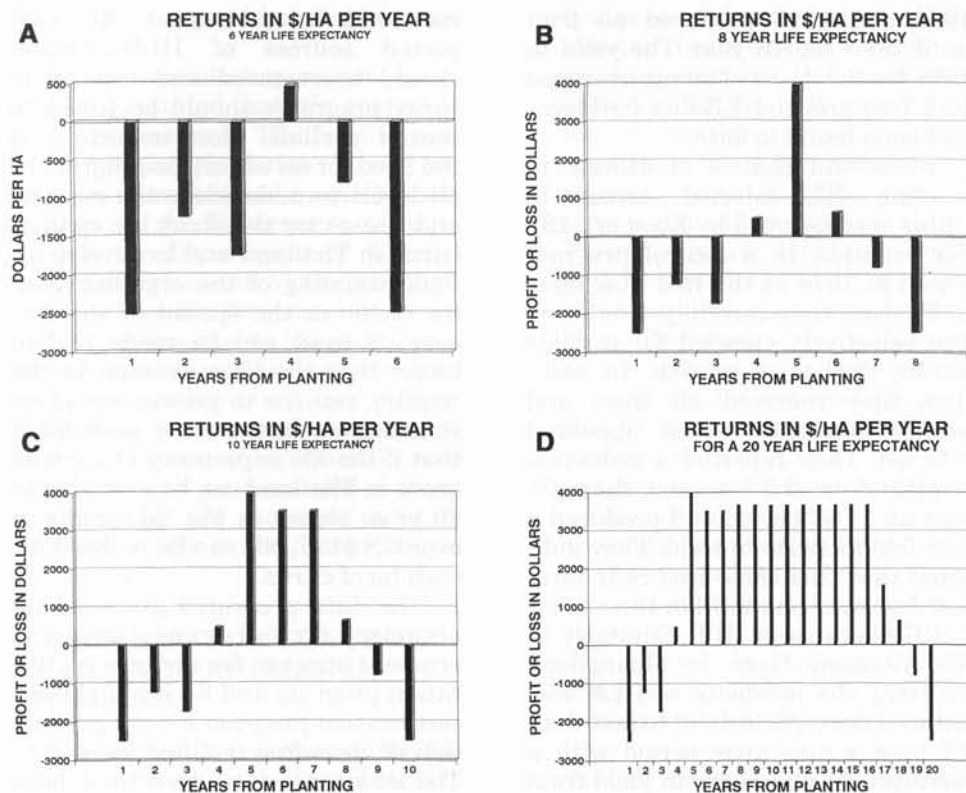 A
RETURNS IN $/HA PER YEAR
6 YEAR LIFE EXPECTANCY
DOLLARS PER HA
500
0
-500
-1000
-1500
-2000
-2500
-3000
1 2 3 4 5 6
YEARS FROM PLANTING
B
RETURNS IN $/HA PER YEAR
8 YEAR LIFE EXPECTANCY
PROFIT OR LOSS IN DOLLARS
4000
3000
2000
1000
0
-1000
-2000
-3000
1 2 3 4 5 6 7 8
YEARS FROM PLANTING
C
RETURNS IN $/HA PER YEAR
10 YEAR LIFE EXPECTANCY
PROFIT OR LOSS IN DOLLARS
4000
3000
2000
1000
0
-1000
-2000
-3000
1 2 3 4 5 6 7 8 9 10
YEARS FROM PLANTING
D
RETURNS IN $/HA PER YEAR
FOR A 20 YEAR LIFE EXPECTANCY
PROFIT OR LOSS IN DOLLARS
4000
3000
2000
1000
0
-1000
-2000
-3000
1 2 3 4 5 6 7 8 9 10 11 12 13 14 15 16 17 18 19 20
YEARS FROM PLANTING